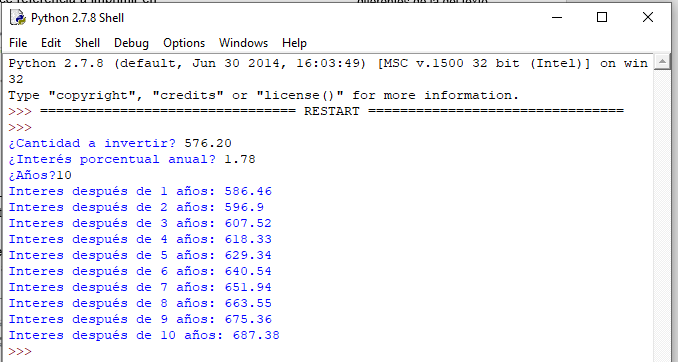 Python 2.7.8 Shell
File Edit Shell Debug Options Windows Help
Python 2.7.8 (default, Jun 30 2014, 16:03:49) [MSC v.1500 32 bit (Intel)] on win
32
Type "copyright", "credits" or "license()" for more information.
>>> ================================ RESTART ================================
>>>
¿Cantidad a invertir? 576.20
¿Interés porcentual anual? 1.78
¿Años?10
Interes después de 1 años: 586.46
Interes después de 2 años: 596.9
Interes después de 3 años: 607.52
Interes después de 4 años: 618.33
Interes después de 5 años: 629.34
Interes después de 6 años: 640.54
Interes después de 7 años: 651.94
Interes después de 8 años: 663.55
Interes después de 9 años: 675.36
Interes después de 10 años: 687.38
>>>